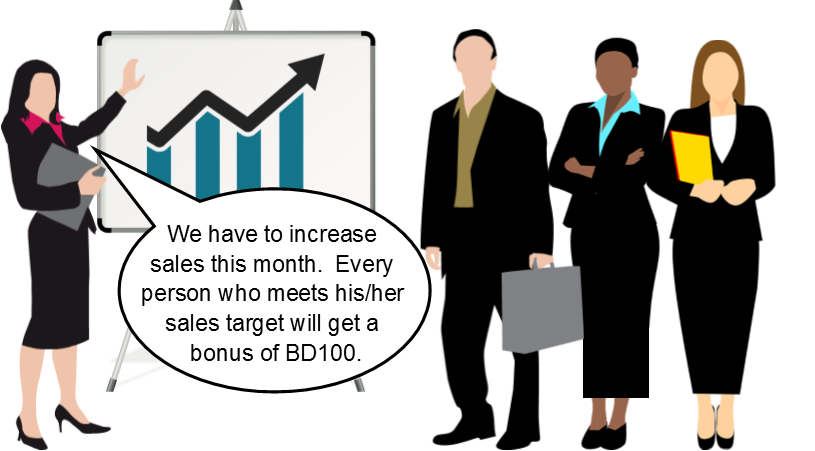 We have to increase
sales this month.  Every
person who meets his/her
sales target will get a
bonus of BD100.